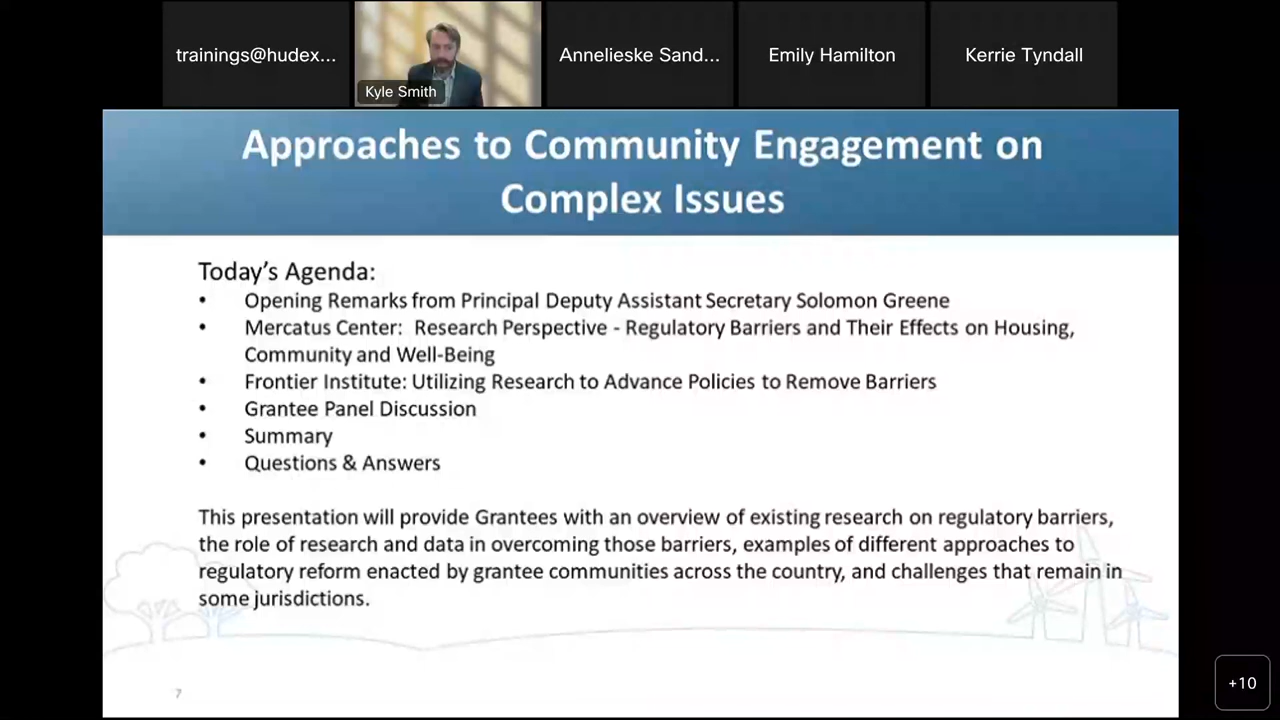 trainings@hudex...
Kyle Smith
Annelieske Sand...
Emily Hamilton
Kerrie Tyndall
Approaches to Community Engagement on
Complex Issues
Today's Agenda:
• Opening Remarks from Principal Deputy Assistant Secretary Solomon Greene
• Mercatus Center: Research Perspective - Regulatory Barriers and Their Effects on Housing,
Community and Well-Being
• Frontier Institute: Utilizing Research to Advance Policies to Remove Barriers
• Grantee Panel Discussion
• Summary
• Questions & Answers
This presentation will provide Grantees with an overview of existing research on regulatory barriers,
the role of research and data in overcoming those barriers, examples of different approaches to
regulatory reform enacted by grantee communities across the country, and challenges that remain in
some jurisdictions.
7
+10